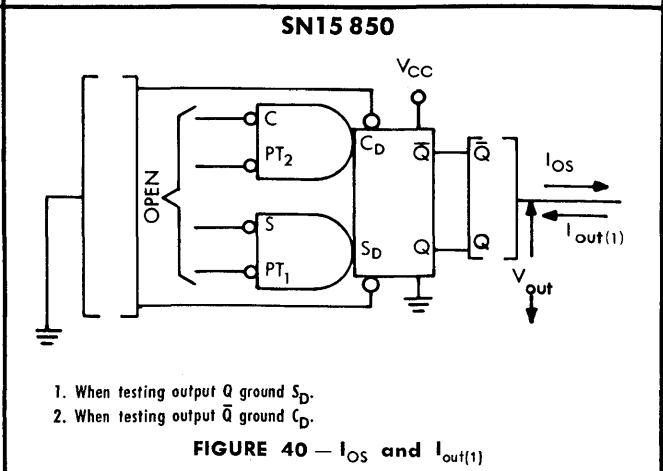 SN15 850
VCC
C
CD
Q̄
Q̄
PT2
IOS
OPEN
S
Iout(1)
SD
Q
Q
PT1
Vout
1. When testing output Q ground SD.
2. When testing output Q̄ ground CD.
FIGURE 40 — IOS and Iout(1)